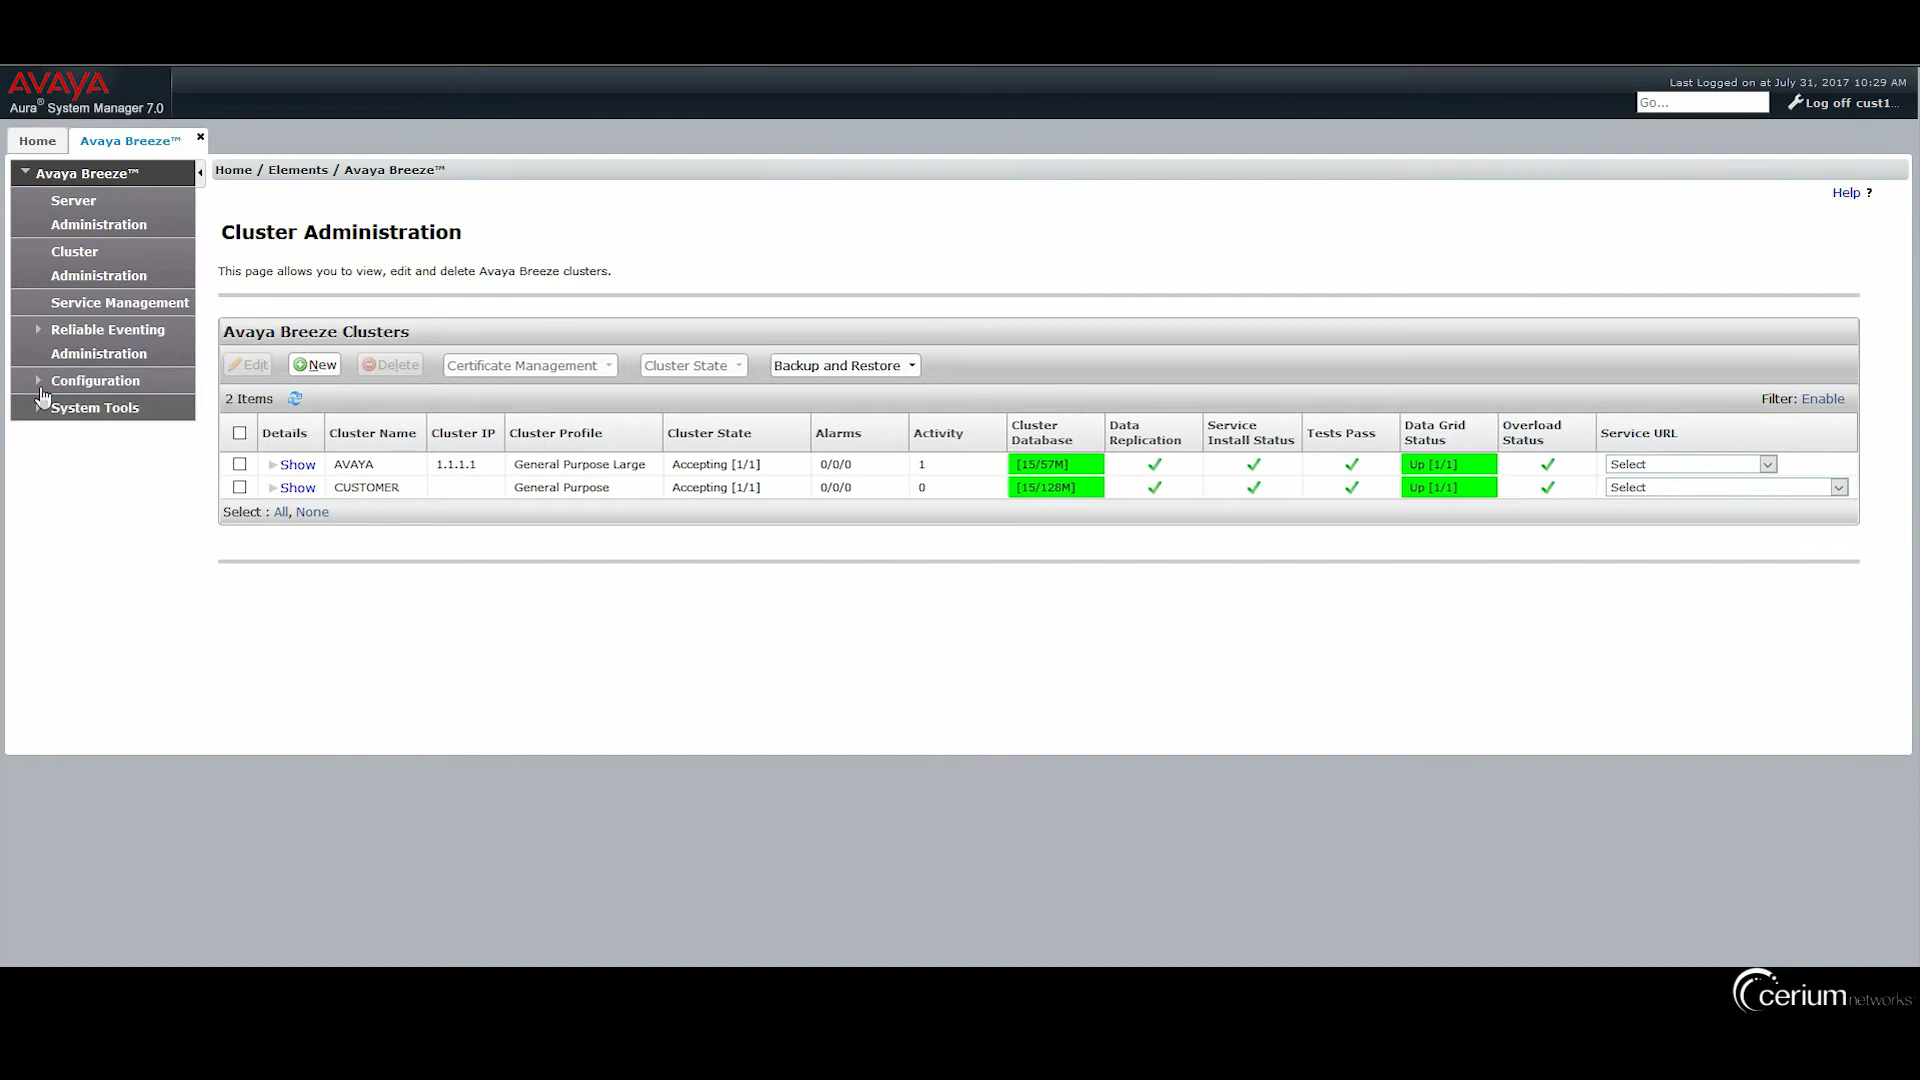 AVAYA
Aura® System Manager 7.0
Last Logged on at July 31, 2017 10:29 AM
Go...
Log off cust1...
Home
Avaya Breeze™
Avaya Breeze™
Server
Administration
Cluster
Administration
Service Management
Reliable Eventing
Administration
Configuration
System Tools
Home / Elements / Avaya Breeze™
Help ?
Cluster Administration
This page allows you to view, edit and delete Avaya Breeze clusters.
Avaya Breeze Clusters
Edit New Delete Certificate Management Cluster State Backup and Restore
2 Items Filter: Enable
Details Cluster Name Cluster IP Cluster Profile Cluster State Alarms Activity Cluster Database Data Replication Service Install Status Tests Pass Data Grid Status Overload Status Service URL
Show AVAYA 1.1.1.1 General Purpose Large Accepting [1/1] 0/0/0 1 [15/57M] Up [1/1] Select
Show CUSTOMER General Purpose Accepting [1/1] 0/0/0 0 [15/128M] Up [1/1] Select
Select : All, None
cerium networks